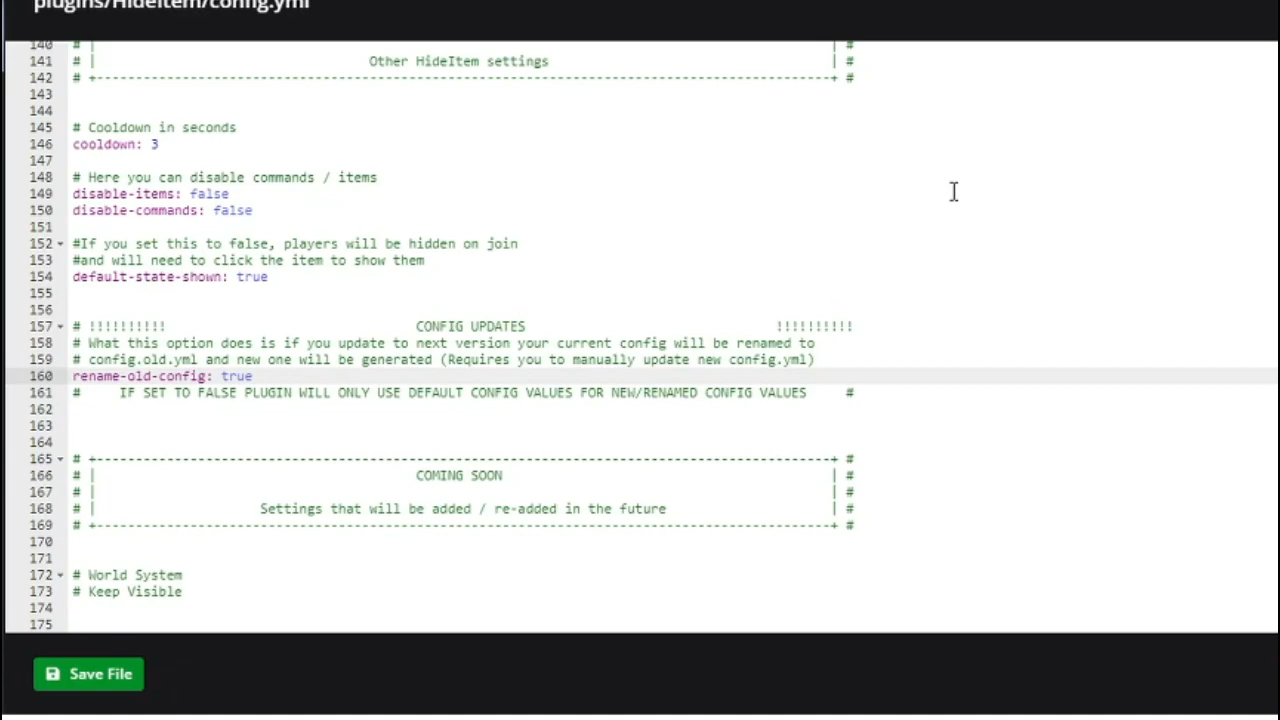 plugins/HideItem/config.yml
140 # | | #
141 # | Other HideItem settings | #
142 # +-----------------------------------------------------------------------------------------------+ #
143
144
145 # Cooldown in seconds
146 cooldown: 3
147
148 # Here you can disable commands / items
149 disable-items: false
150 disable-commands: false
151
152 #If you set this to false, players will be hidden on join
153 #and will need to click the item to show them
154 default-state-shown: true
155
156
157 # !!!!!!!!!! CONFIG UPDATES !!!!!!!!!!
158 # What this option does is if you update to next version your current config will be renamed to
159 # config.old.yml and new one will be generated (Requires you to manually update new config.yml)
160 rename-old-config: true
161 # IF SET TO FALSE PLUGIN WILL ONLY USE DEFAULT CONFIG VALUES FOR NEW/RENAMED CONFIG VALUES #
162
163
164
165 # +-----------------------------------------------------------------------------------------------+ #
166 # | COMING SOON | #
167 # | | #
168 # | Settings that will be added / re-added in the future | #
169 # +-----------------------------------------------------------------------------------------------+ #
170
171
172 # World System
173 # Keep Visible
174
175
Save File